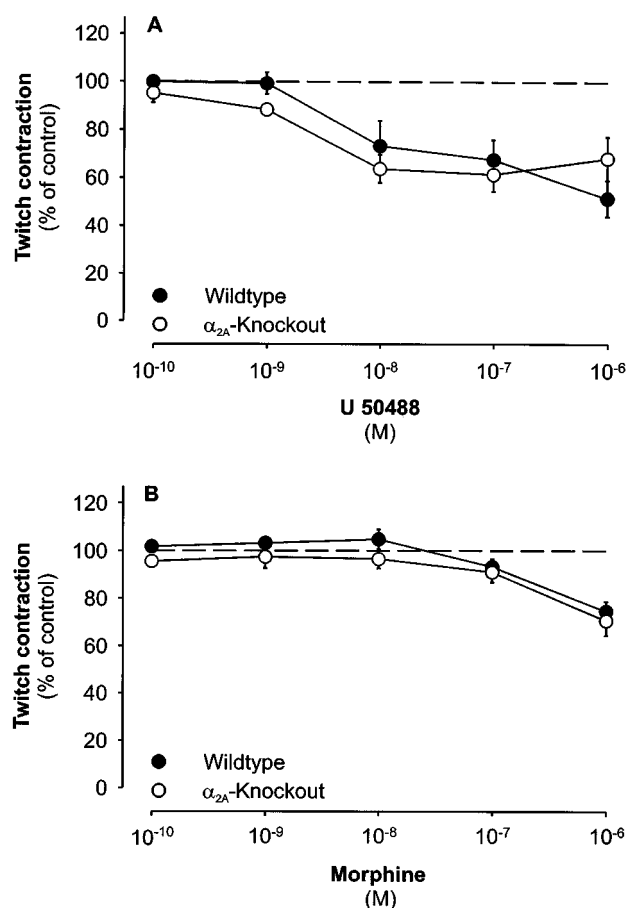 A
Twitch contraction
(% of control)
120
100
80
60
40
20
0
Wildtype
α2A-Knockout
10-10
10-9
10-8
10-7
10-6
U 50488
(M)
B
Twitch contraction
(% of control)
120
100
80
60
40
20
0
Wildtype
α2A-Knockout
10-10
10-9
10-8
10-7
10-6
Morphine
(M)